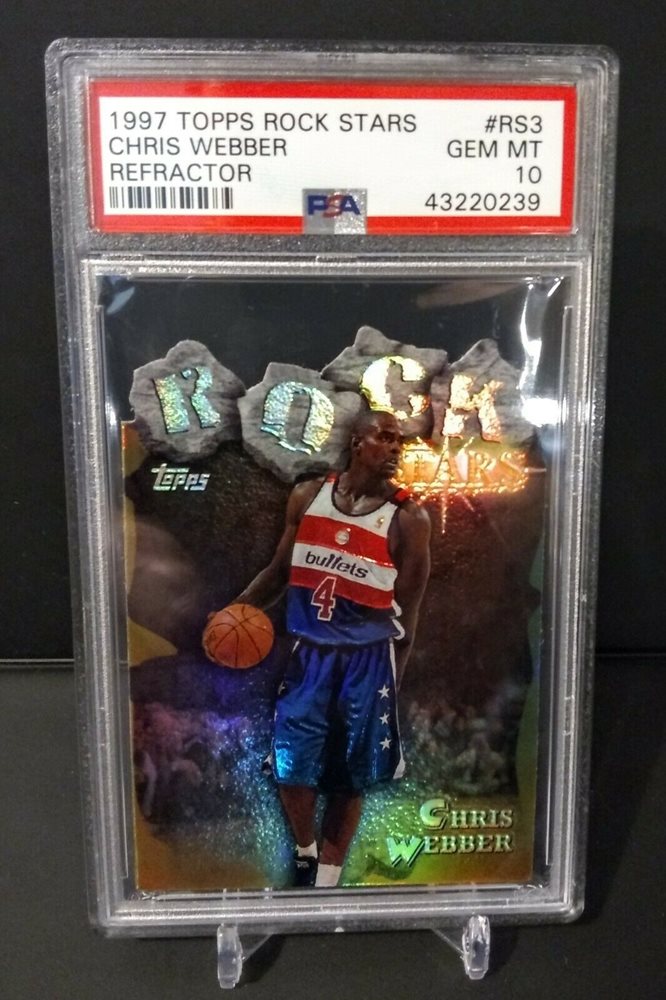 1997 TOPPS ROCK STARS #RS3
CHRIS WEBBER GEM MT
REFRACTOR 10
PSA 43220239
ROCK
STARS
Topps
bullets
4
CHRIS
WEBBER